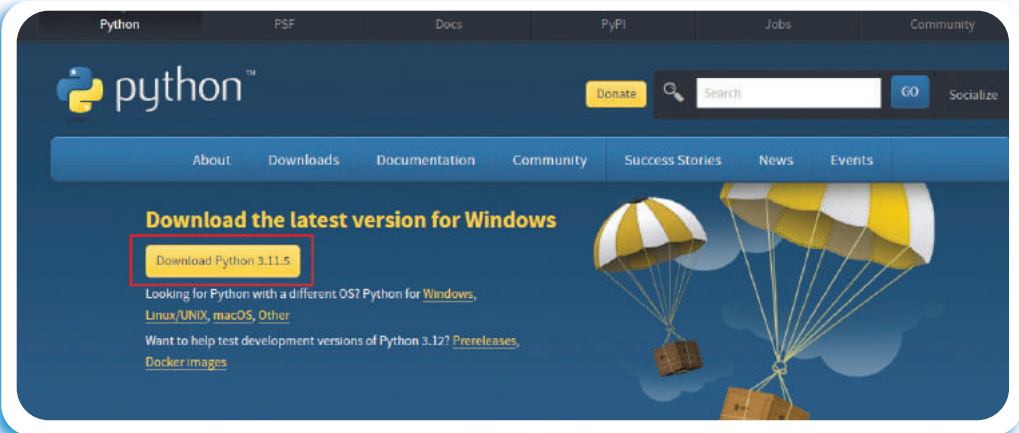 Python PSF Docs PyPI Jobs Community
python™
Donate Search GO Socialize
About Downloads Documentation Community Success Stories News Events
Download the latest version for Windows
Download Python 3.11.5
Looking for Python with a different OS? Python for Windows,
Linux/UNIX, macOS, Other
Want to help test development versions of Python 3.12? Prereleases,
Docker images